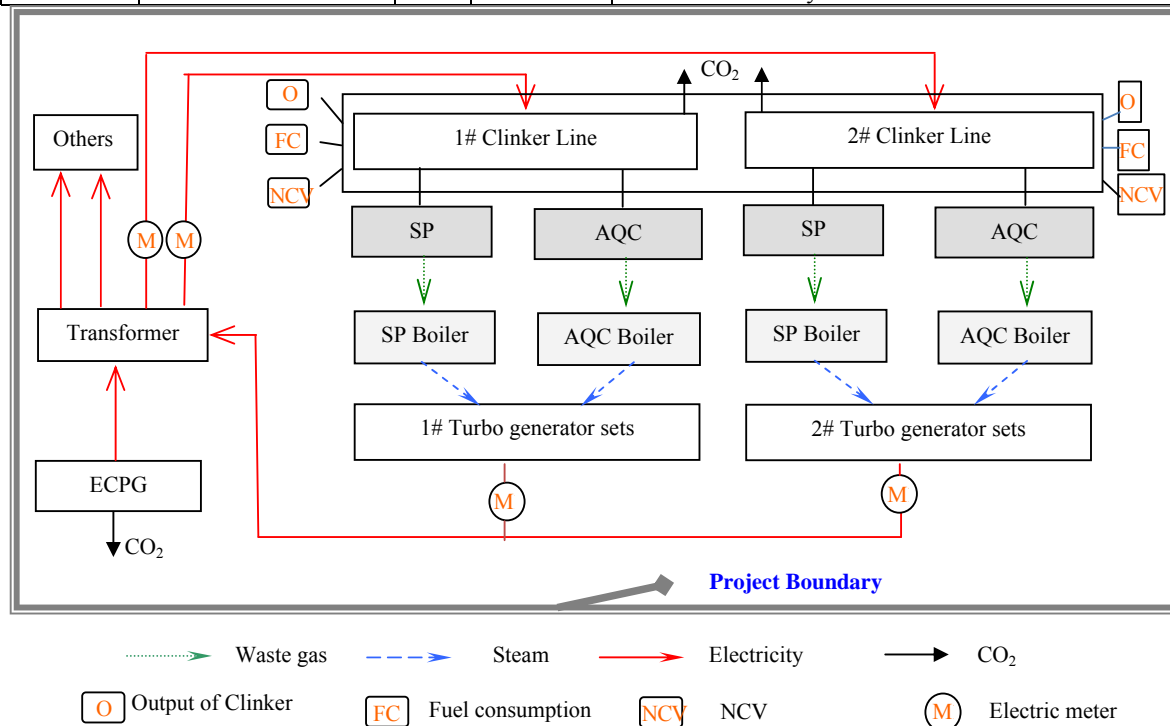 CO2
O
O
Others
1# Clinker Line
2# Clinker Line
FC
FC
NCV
NCV
M
M
SP
AQC
SP
AQC
Transformer
SP Boiler
AQC Boiler
SP Boiler
AQC Boiler
1# Turbo generator sets
2# Turbo generator sets
ECPG
M
M
CO2
Project Boundary
Waste gas
Steam
Electricity
CO2
O Output of Clinker
FC Fuel consumption
NCV NCV
M Electric meter